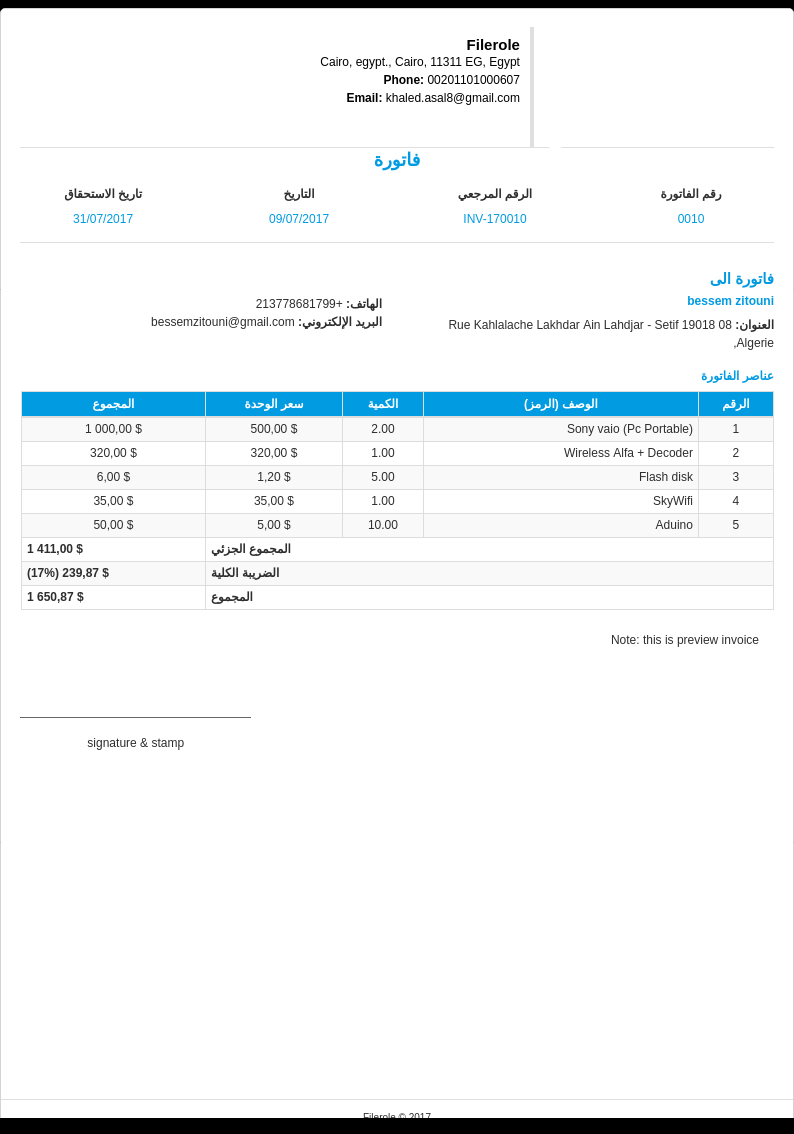 Filerole
Cairo, egypt., Cairo, 11311 EG, Egypt
Phone: 00201101000607
Email: khaled.asal8@gmail.com
فاتورة
رقم الفاتورة الرقم المرجعي التاريخ تاريخ الاستحقاق
0010 INV-170010 09/07/2017 31/07/2017
فاتورة الى
bessem zitouni
العنوان: Rue Kahlalache Lakhdar Ain Lahdjar - Setif 19018 08
,Algerie
الهاتف: +213778681799
البريد الإلكتروني: bessemzitouni@gmail.com
عناصر الفاتورة
الرقم الوصف (الرمز) الكمية سعر الوحدة المجموع
1 Sony vaio (Pc Portable) 2.00 500,00 $ 1 000,00 $
2 Wireless Alfa + Decoder 1.00 320,00 $ 320,00 $
3 Flash disk 5.00 1,20 $ 6,00 $
4 SkyWifi 1.00 35,00 $ 35,00 $
5 Aduino 10.00 5,00 $ 50,00 $
المجموع الجزئي 1 411,00 $
الضريبة الكلية (17%) 239,87 $
المجموع 1 650,87 $
Note: this is preview invoice
signature & stamp
Filerole © 2017